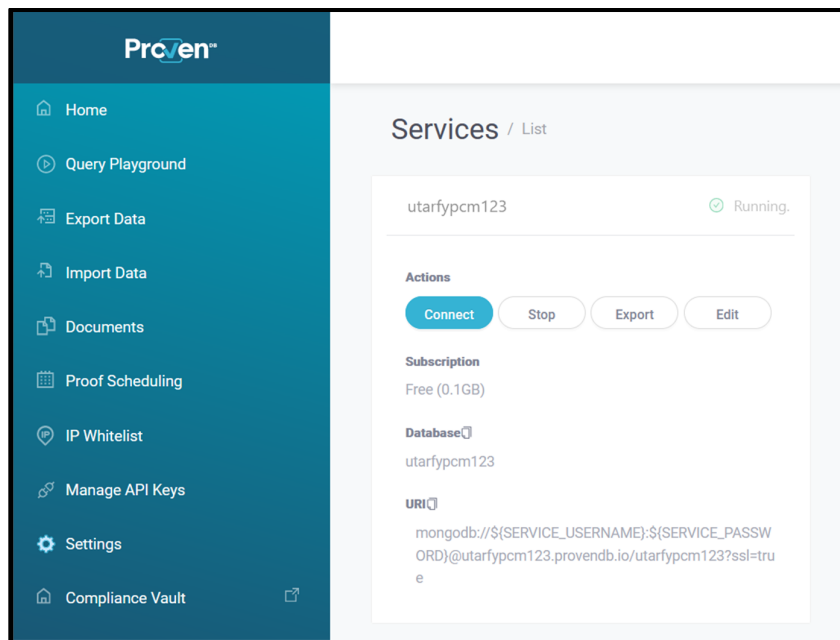 ProvenDB
Home
Query Playground
Export Data
Import Data
Documents
Proof Scheduling
IP Whitelist
Manage API Keys
Settings
Compliance Vault
Services / List
utarfypcm123
Running.
Actions
Connect Stop Export Edit
Subscription
Free (0.1GB)
Database
utarfypcm123
URI
mongodb://${SERVICE_USERNAME}:${SERVICE_PASSW
ORD}@utarfypcm123.provendb.io/utarfypcm123?ssl=tru
e